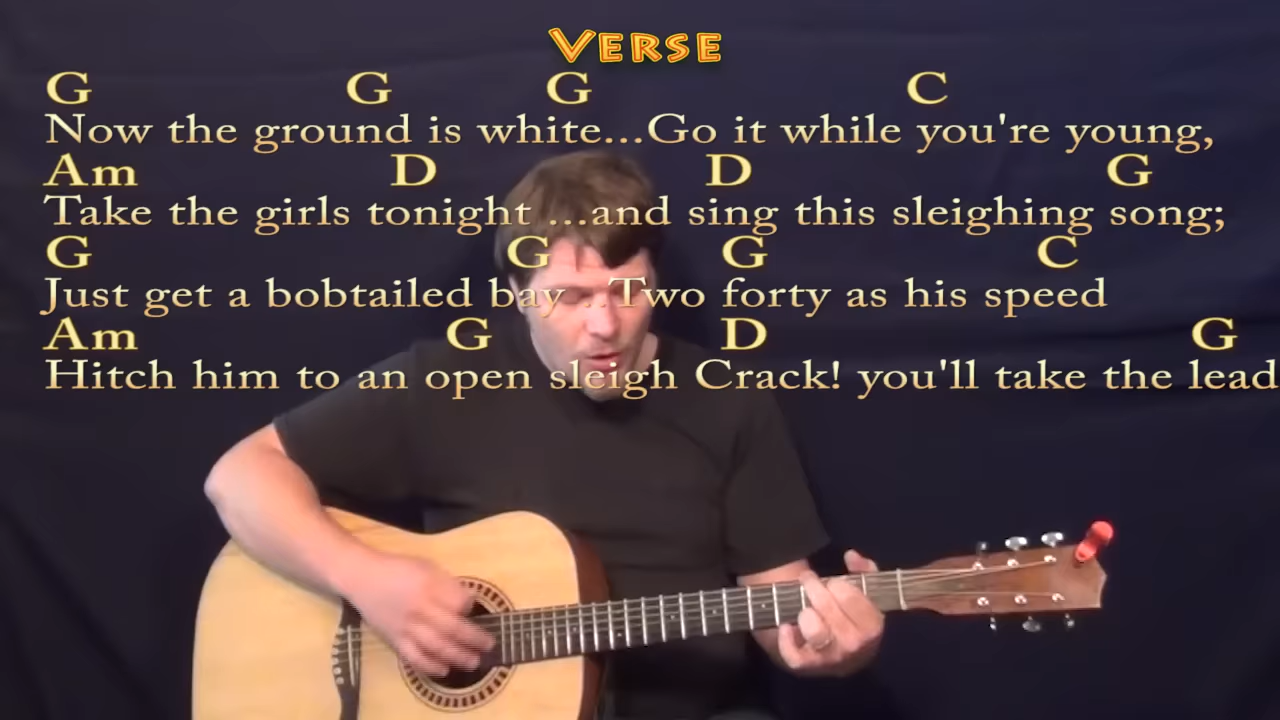 VERSE
G G G C
Now the ground is white...Go it while you're young,
Am D D G
Take the girls tonight ...and sing this sleighing song;
G G G C
Just get a bobtailed bay...Two forty as his speed
Am G D G
Hitch him to an open sleigh Crack! you'll take the lead